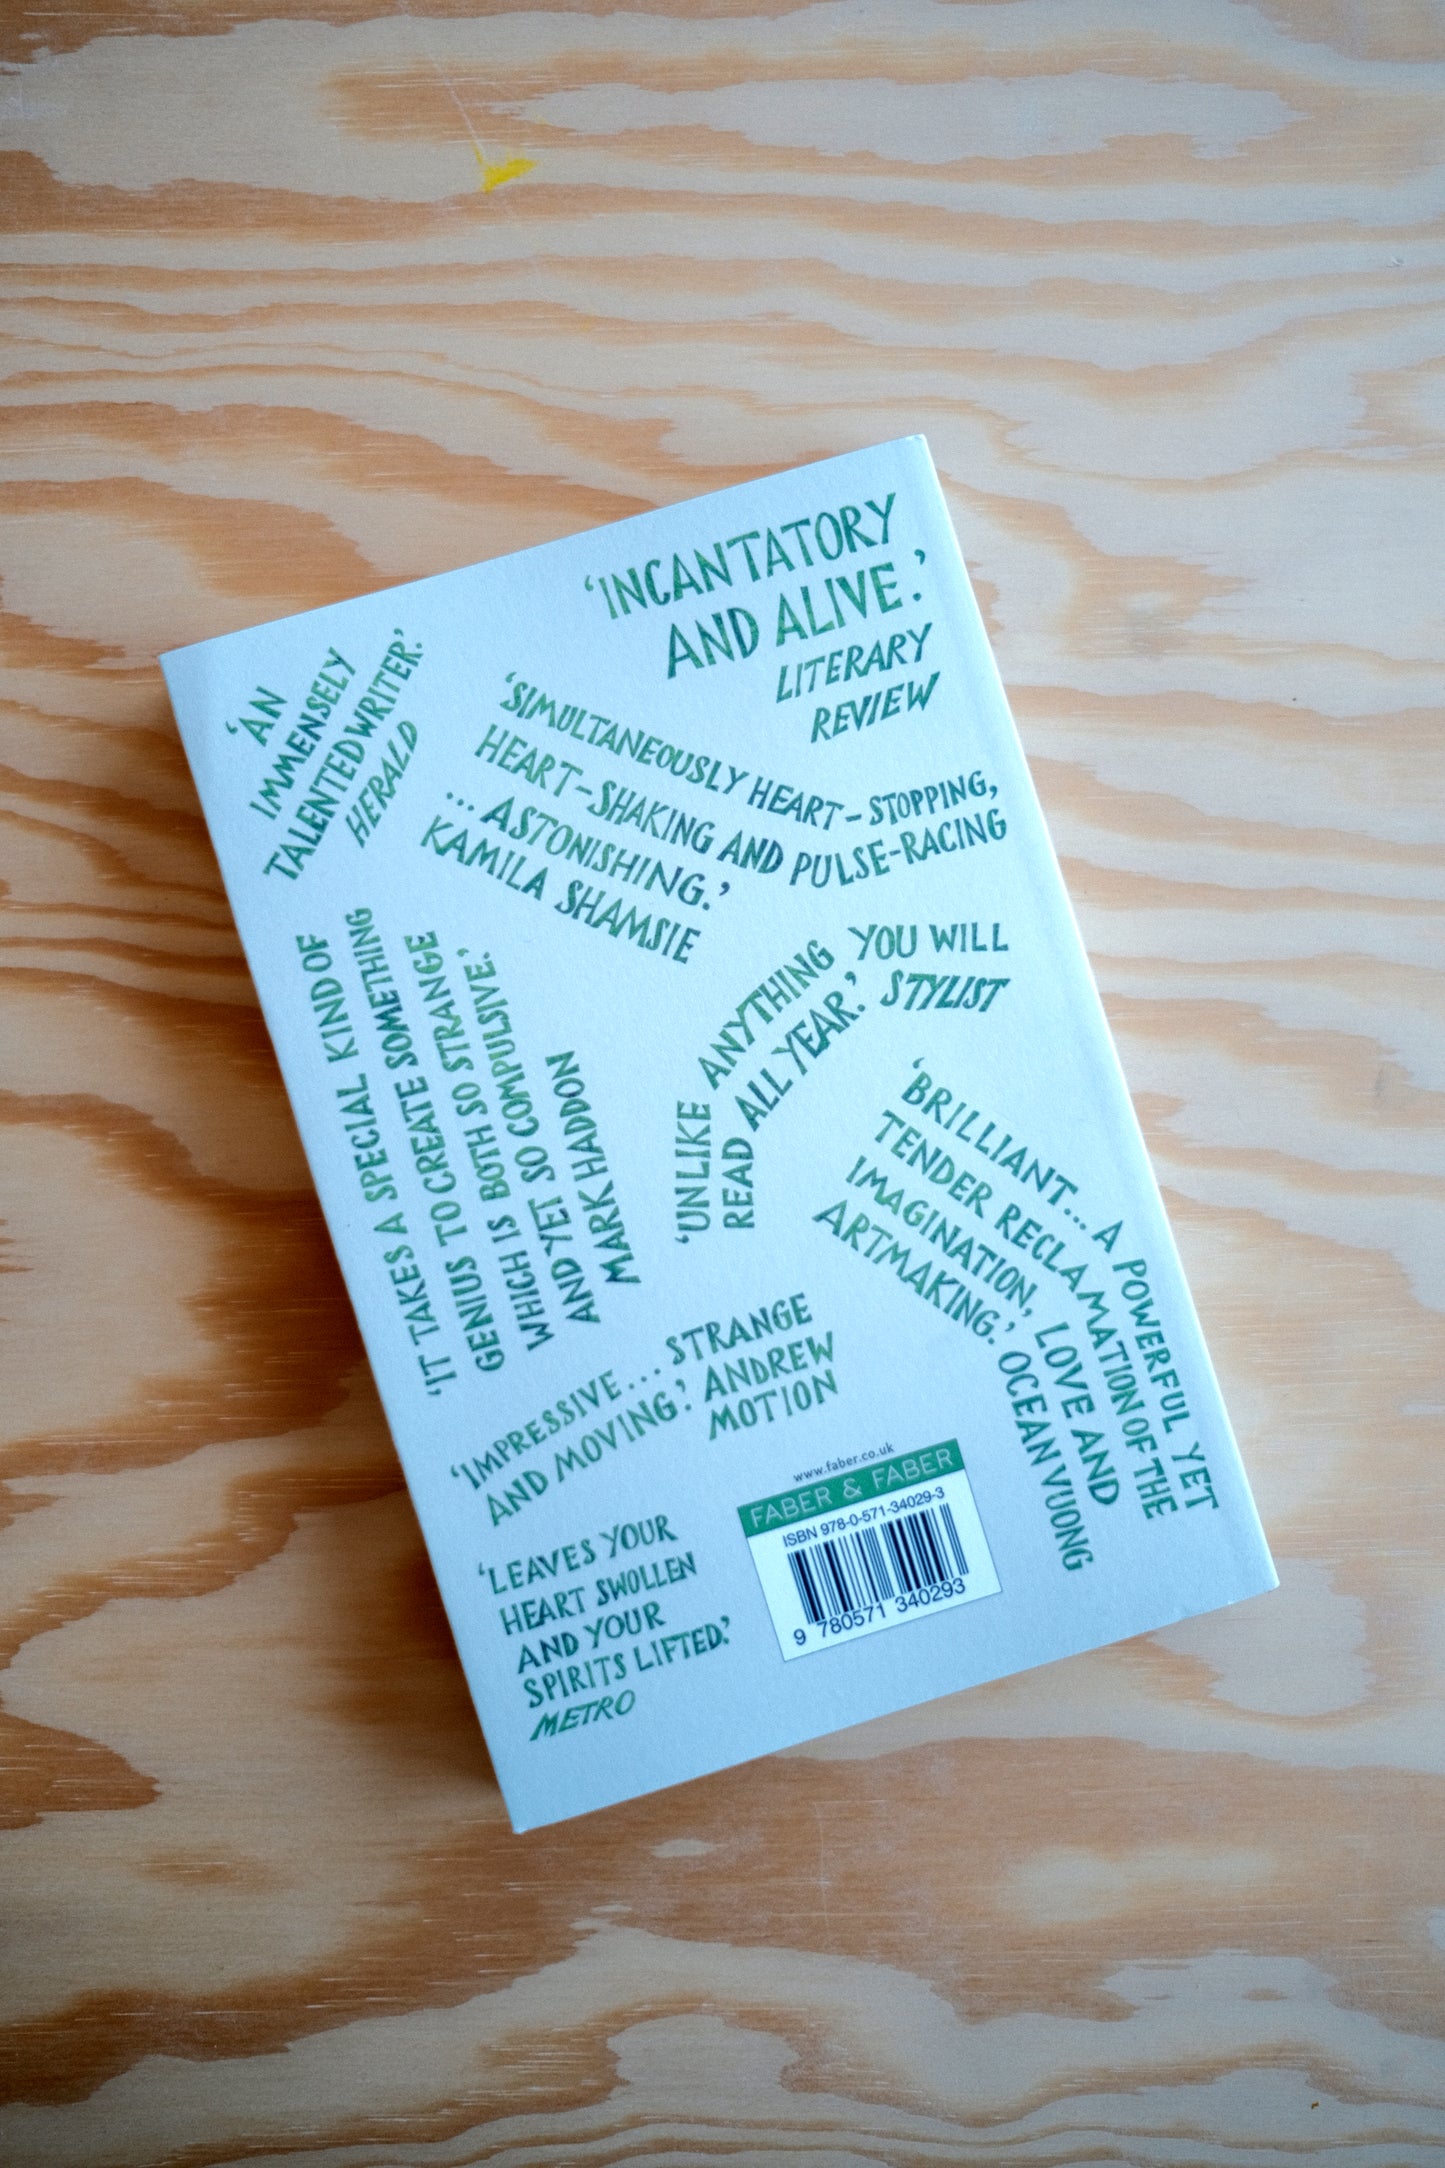 ‘INCANTATORY
AND ALIVE.’
LITERARY
REVIEW
‘AN
IMMENSELY
TALENTED WRITER.’
HERALD
‘SIMULTANEOUSLY HEART-STOPPING,
HEART-SHAKING AND PULSE-RACING
... ASTONISHING.’
KAMILA SHAMSIE
‘IT TAKES A SPECIAL KIND OF
GENIUS TO CREATE SOMETHING
WHICH IS BOTH SO STRANGE
AND YET SO COMPULSIVE.’
MARK HADDON
‘UNLIKE ANYTHING YOU WILL
READ ALL YEAR.’ STYLIST
‘BRILLIANT... A POWERFUL YET
TENDER RECLAMATION OF THE
IMAGINATION, LOVE AND
ARTMAKING.’ OCEAN VUONG
‘IMPRESSIVE... STRANGE
AND MOVING.’ ANDREW
MOTION
‘LEAVES YOUR
HEART SWOLLEN
AND YOUR
SPIRITS LIFTED.’
METRO
www.faber.co.uk
FABER & FABER
ISBN 978-0-571-34029-3
9 780571 340293